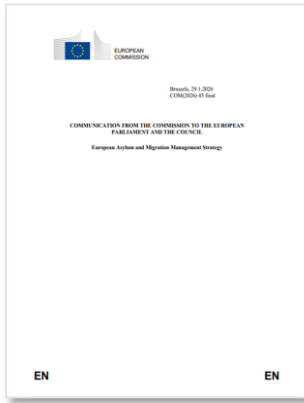 EUROPEAN
COMMISSION
Brussels, 29.1.2026
COM(2026) 45 final
COMMUNICATION FROM THE COMMISSION TO THE EUROPEAN
PARLIAMENT AND THE COUNCIL
European Asylum and Migration Management Strategy
EN EN